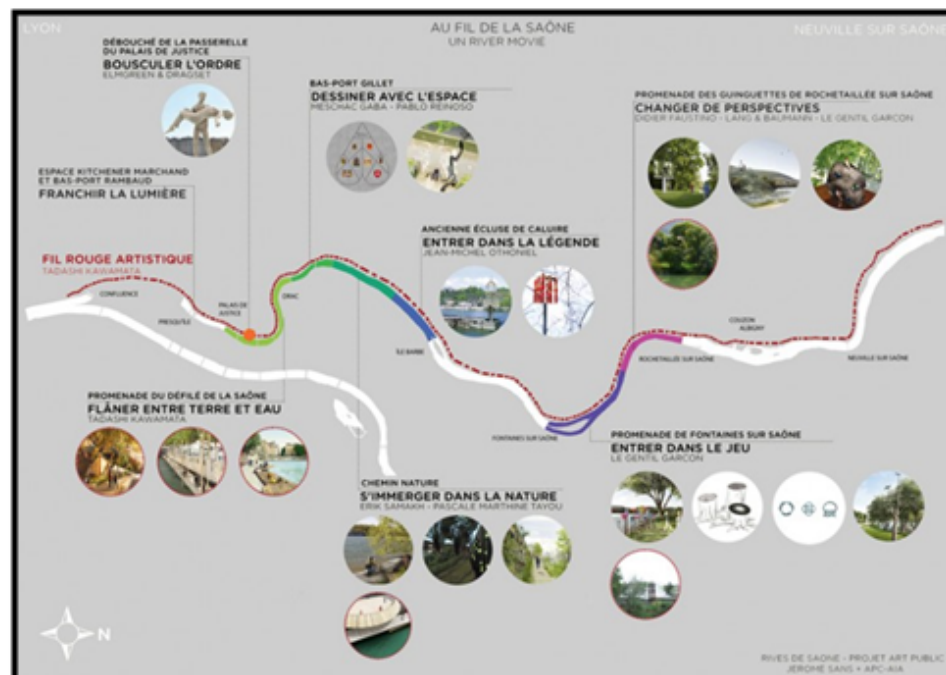 LYON
AU FIL DE LA SAÔNE
UN RIVER MOVIE
NEUVILLE SUR SAÔNE
DÉBOUCHÉ DE LA PASSERELLE
DU PALAIS DE JUSTICE
BOUSCULER L'ORDRE
ELMGREEN & DRAGSET
BAS-PORT GILLET
DESSINER AVEC L'ESPACE
MESCHAC GABA - PABLO REINOSO
PROMENADE DES GUINGUETTES DE ROCHETAILLÉE SUR SAÔNE
CHANGER DE PERSPECTIVES
DIDIER FAUSTINO - LANG & BAUMANN - LE GENTIL GARCON
ESPACE KITCHENER MARCHAND
ET BAS-PORT RAMBAUD
FRANCHIR LA LUMIÈRE
ANCIENNE ÉCLUSE DE CALUIRE
ENTRER DANS LA LÉGENDE
JEAN-MICHEL OTHONIEL
FIL ROUGE ARTISTIQUE
TADASHI KAWAMATA
CONFLUENCE
PRESQU'ÎLE
PALAIS DE
JUSTICE
ÎLE BARBE
COUZON
ALBIGNY
ROCHETAILLÉE SUR SAÔNE
NEUVILLE SUR SAÔNE
PROMENADE DU DÉFILÉ DE LA SAÔNE
FLÂNER ENTRE TERRE ET EAU
TADASHI KAWAMATA
FONTAINES SUR SAÔNE
PROMENADE DE FONTAINES SUR SAÔNE
ENTRER DANS LE JEU
LE GENTIL GARCON
CHEMIN NATURE
S'IMMERGER DANS LA NATURE
ERIK SAMAKH - PASCALE MARTHINE TAYOU
N
RIVES DE SAONE - PROJET ART PUBLIC
JÉRÔME SANS + APC-AIA